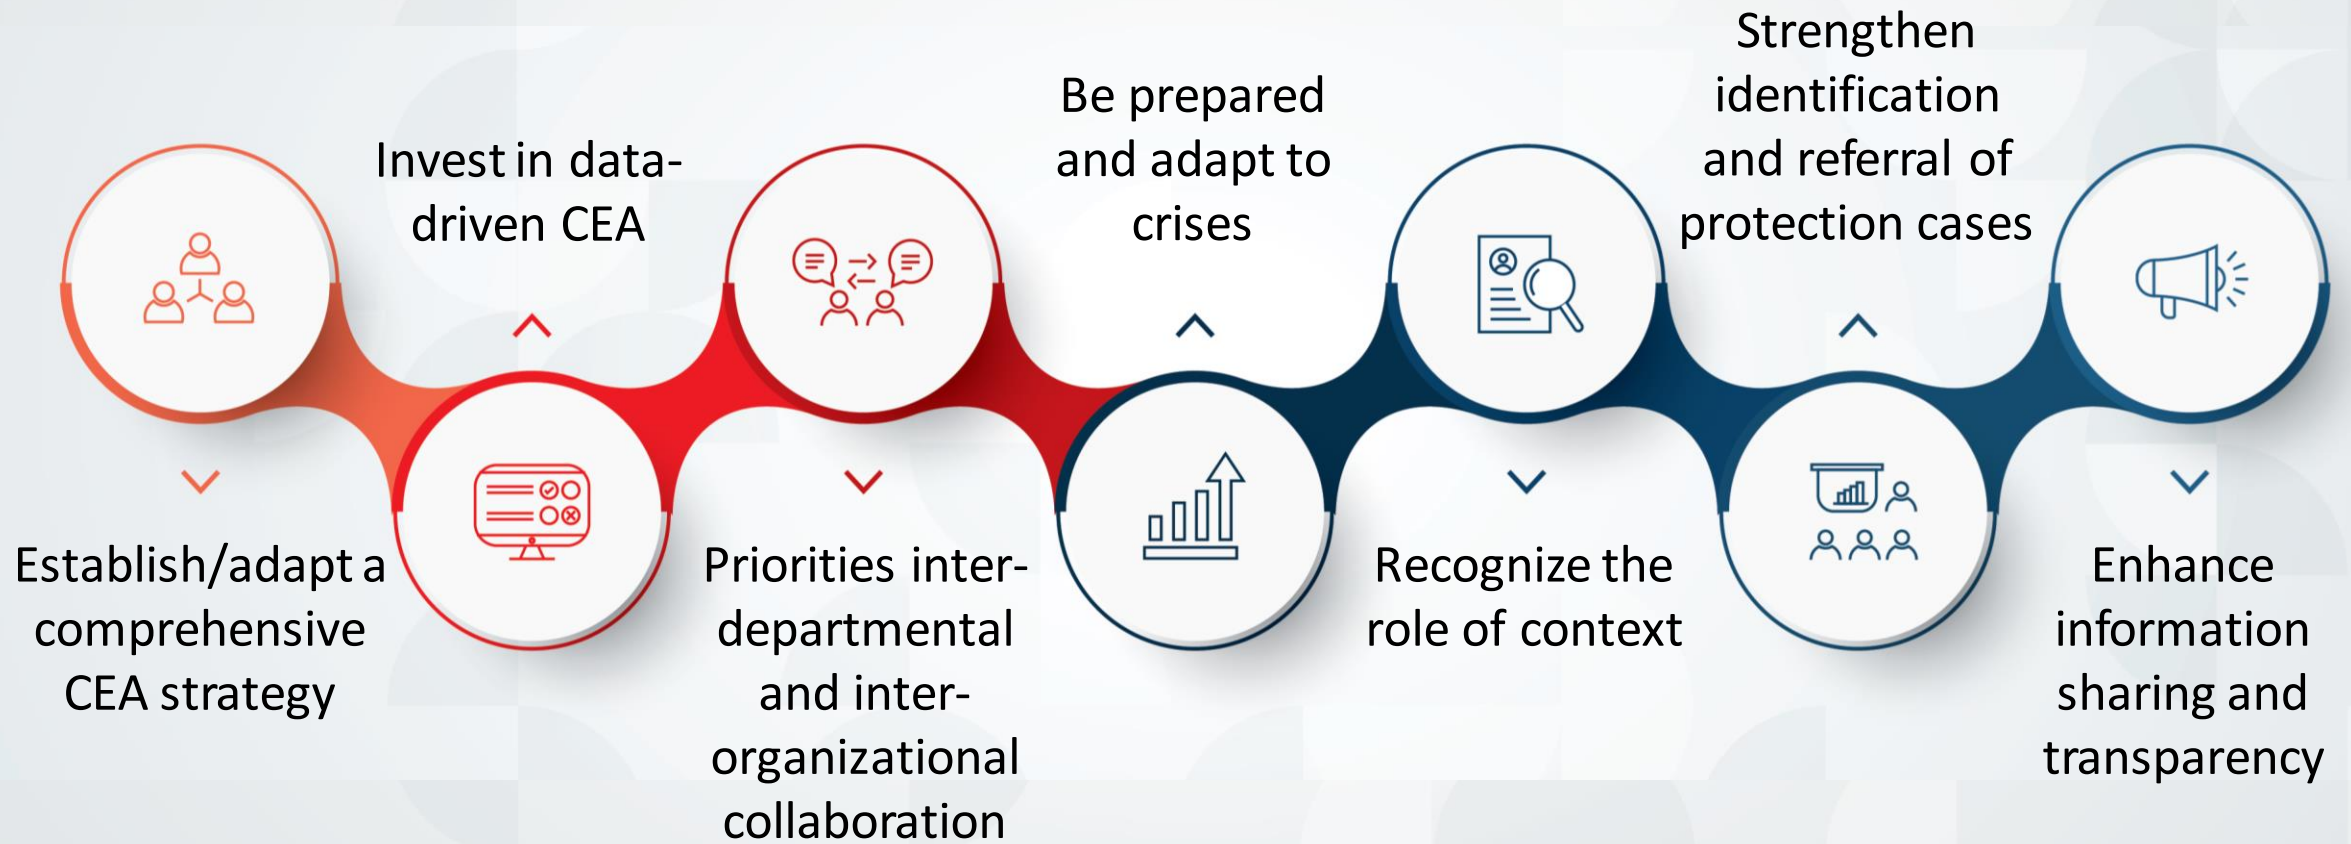 Establish/adapt a
comprehensive
CEA strategy
Invest in data-
driven CEA
Priorities inter-
departmental
and inter-
organizational
collaboration
Be prepared
and adapt to
crises
Recognize the
role of context
Strengthen
identification
and referral of
protection cases
Enhance
information
sharing and
transparency